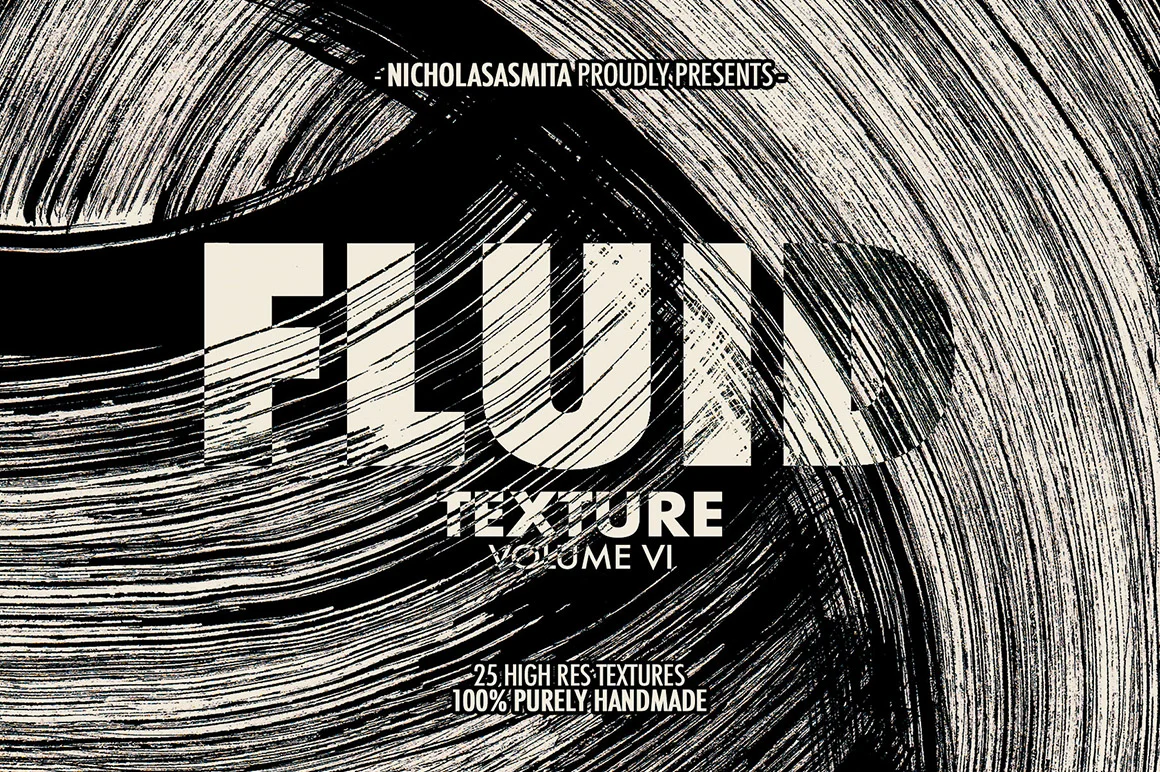 - NICHOLASASMITA PROUDLY PRESENTS -
FLUID
TEXTURE
VOLUME VI
25 HIGH RES TEXTURES
100% PURELY HANDMADE